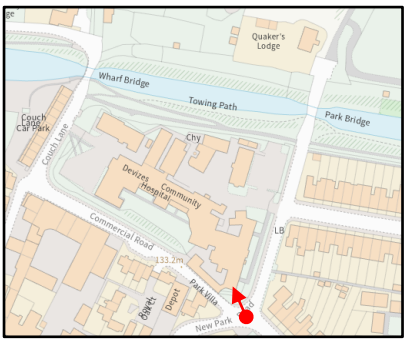 Quaker's
Lodge
Wharf Bridge
Towing Path
Park Bridge
Couch
Lane
Car Park
Couch Lane
Chy
Devizes Community
Hospital
LB
Commercial Road
133.2m
Park Villa
Depot
New Park